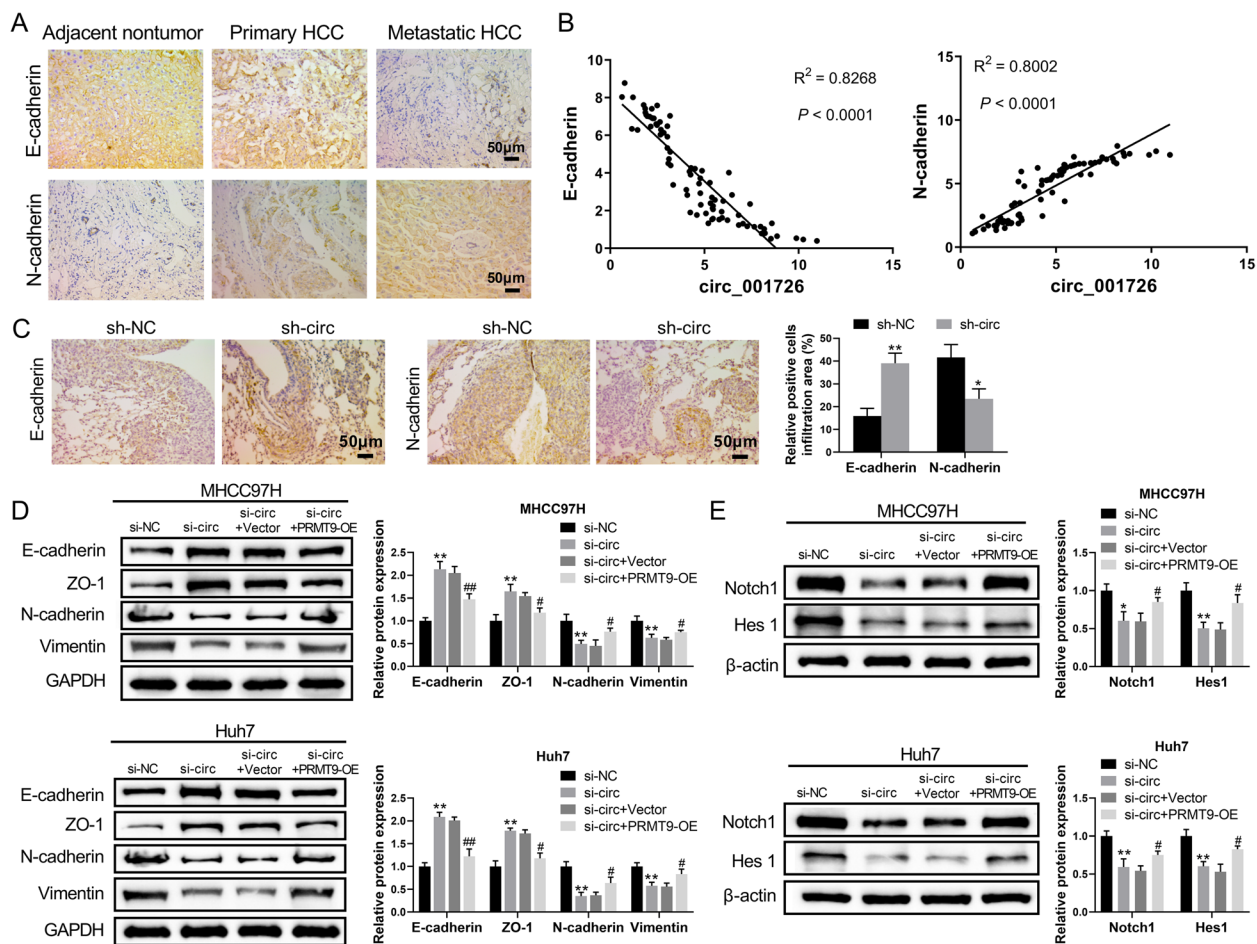 A
Adjacent nontumor
Primary HCC
Metastatic HCC
E-cadherin
50μm
N-cadherin
50μm
B
R² = 0.8268
P < 0.0001
E-cadherin
10
8
6
4
2
0
0
5
10
15
circ_001726
R² = 0.8002
P < 0.0001
N-cadherin
15
10
5
0
0
5
10
15
circ_001726
C
sh-NC
sh-circ
E-cadherin
50μm
sh-NC
sh-circ
N-cadherin
50μm
sh-NC
sh-circ
Relative positive cells
infiltration area (%)
50
40
30
20
10
0
**
*
E-cadherin
N-cadherin
D
MHCC97H
si-NC
si-circ
si-circ
+Vector
si-circ
+PRMT9-OE
E-cadherin
ZO-1
N-cadherin
Vimentin
GAPDH
MHCC97H
si-NC
si-circ
si-circ+Vector
si-circ+PRMT9-OE
Relative protein expression
2.5
2.0
1.5
1.0
0.5
0.0
**
##
**
#
**
#
**
#
E-cadherin
ZO-1
N-cadherin
Vimentin
Huh7
si-NC
si-circ
si-circ
+Vector
si-circ
+PRMT9-OE
E-cadherin
ZO-1
N-cadherin
Vimentin
GAPDH
Huh7
si-NC
si-circ
si-circ+Vector
si-circ+PRMT9-OE
Relative protein expression
2.5
2.0
1.5
1.0
0.5
0.0
**
##
**
#
**
#
**
#
E-cadherin
ZO-1
N-cadherin
Vimentin
E
MHCC97H
si-NC
si-circ
si-circ
+Vector
si-circ
+PRMT9-OE
Notch1
Hes 1
β-actin
MHCC97H
si-NC
si-circ
si-circ+Vector
si-circ+PRMT9-OE
Relative protein expression
1.5
1.0
0.5
0.0
*
#
**
#
Notch1
Hes1
Huh7
si-NC
si-circ
si-circ
+Vector
si-circ
+PRMT9-OE
Notch1
Hes 1
β-actin
Huh7
si-NC
si-circ
si-circ+Vector
si-circ+PRMT9-OE
Relative protein expression
1.5
1.0
0.5
0.0
**
#
**
#
Notch1
Hes1